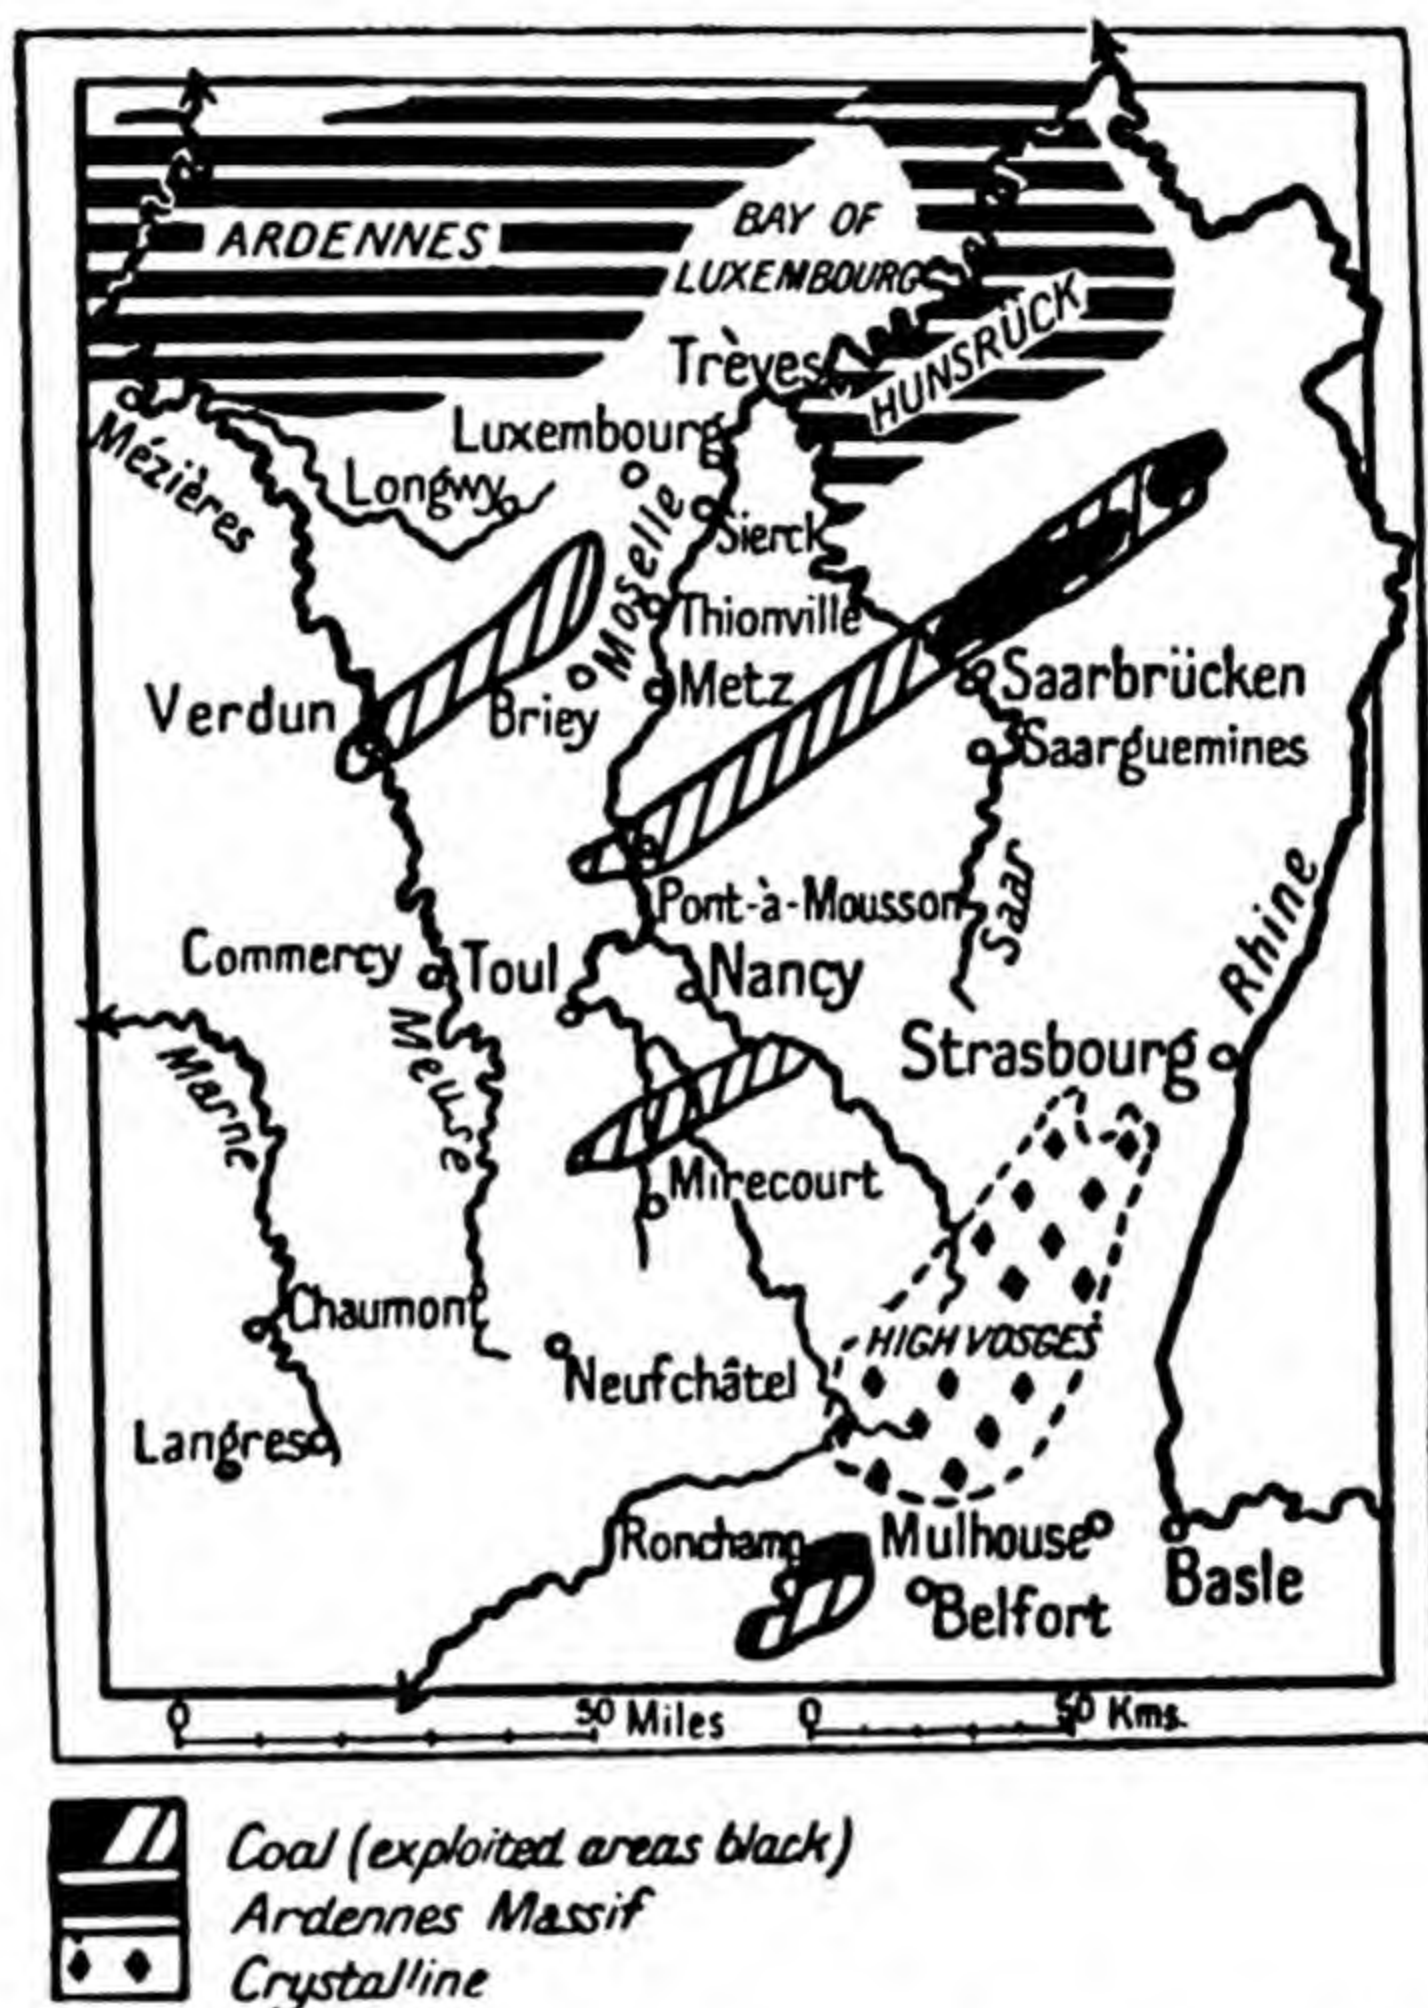 ARDENNES
BAY OF
LUXEMBOURG
HUNSRÜCK
Trèves
Luxembourg
Mézières
Longwy
Moselle
Sierck
Thionville
Verdun
Briey
Metz
Saarbrücken
Saarguemines
Pont-à-Mousson
Saar
Rhine
Commercy
Toul
Nancy
Meuse
Marne
Strasbourg
Mirecourt
Chaumont
HIGH VOSGES
Neufchâtel
Langres
Ronchamp
Mulhouse
Belfort
Basle
0 50 Miles 0 50 Kms.
Coal (exploited areas black)
Ardennes Massif
Crystalline